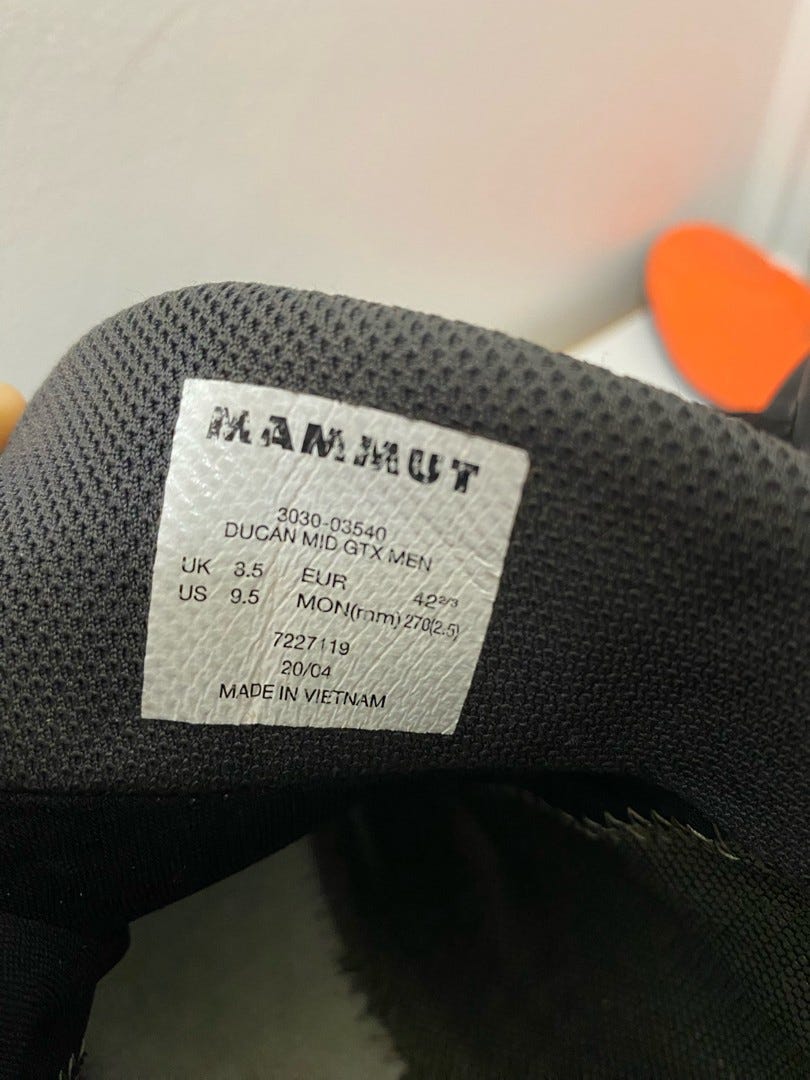 MAMMUT
3030-03540
DUCAN MID GTX MEN
UK 8.5 EUR 42 2/3
US 9.5 MON(mm) 270(2.5)
7227119
20/04
MADE IN VIETNAM